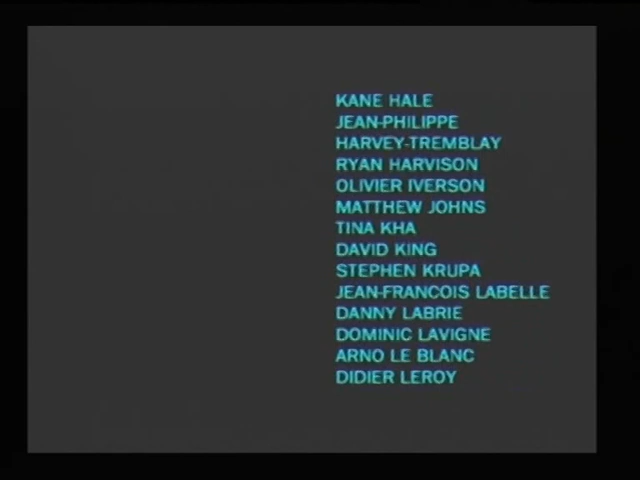 KANE HALE
JEAN-PHILIPPE
HARVEY-TREMBLAY
RYAN HARVISON
OLIVIER IVERSON
MATTHEW JOHNS
TINA KHA
DAVID KING
STEPHEN KRUPA
JEAN-FRANCOIS LABELLE
DANNY LABRIE
DOMINIC LAVIGNE
ARNO LE BLANC
DIDIER LEROY